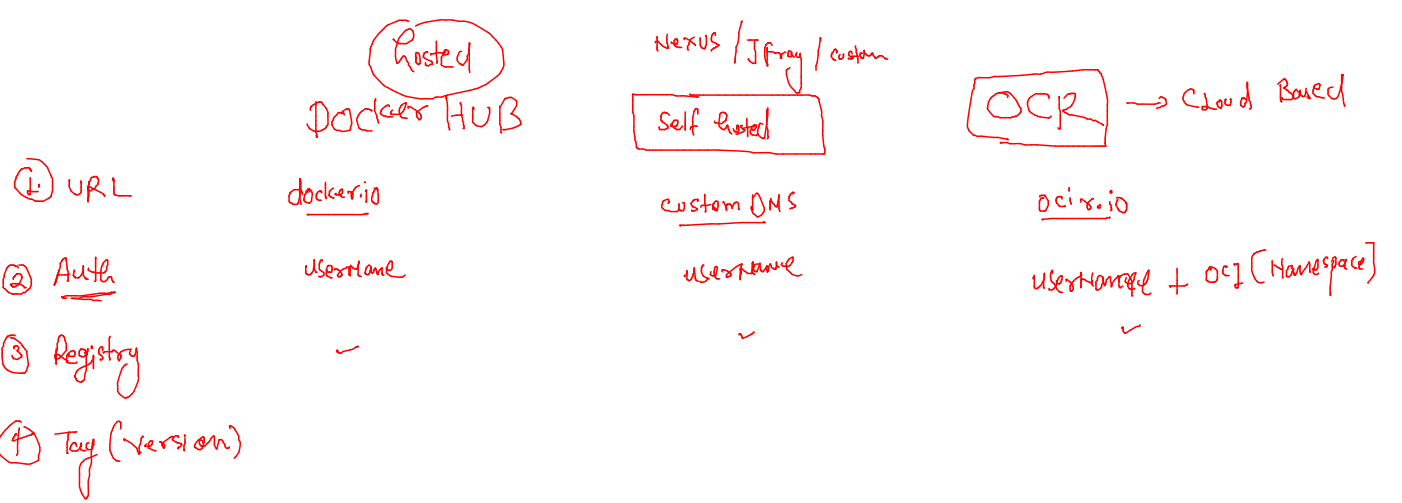 hosted
Nexus / JFrog / custom
Docker HUB
Self hosted
OCR → Cloud Based
1. URL docker.io custom DNS ocir.io
2 Auth userName userName userName + OCI [Namespace]
3 Registry ✓ ✓ ✓
4 Tag (version)